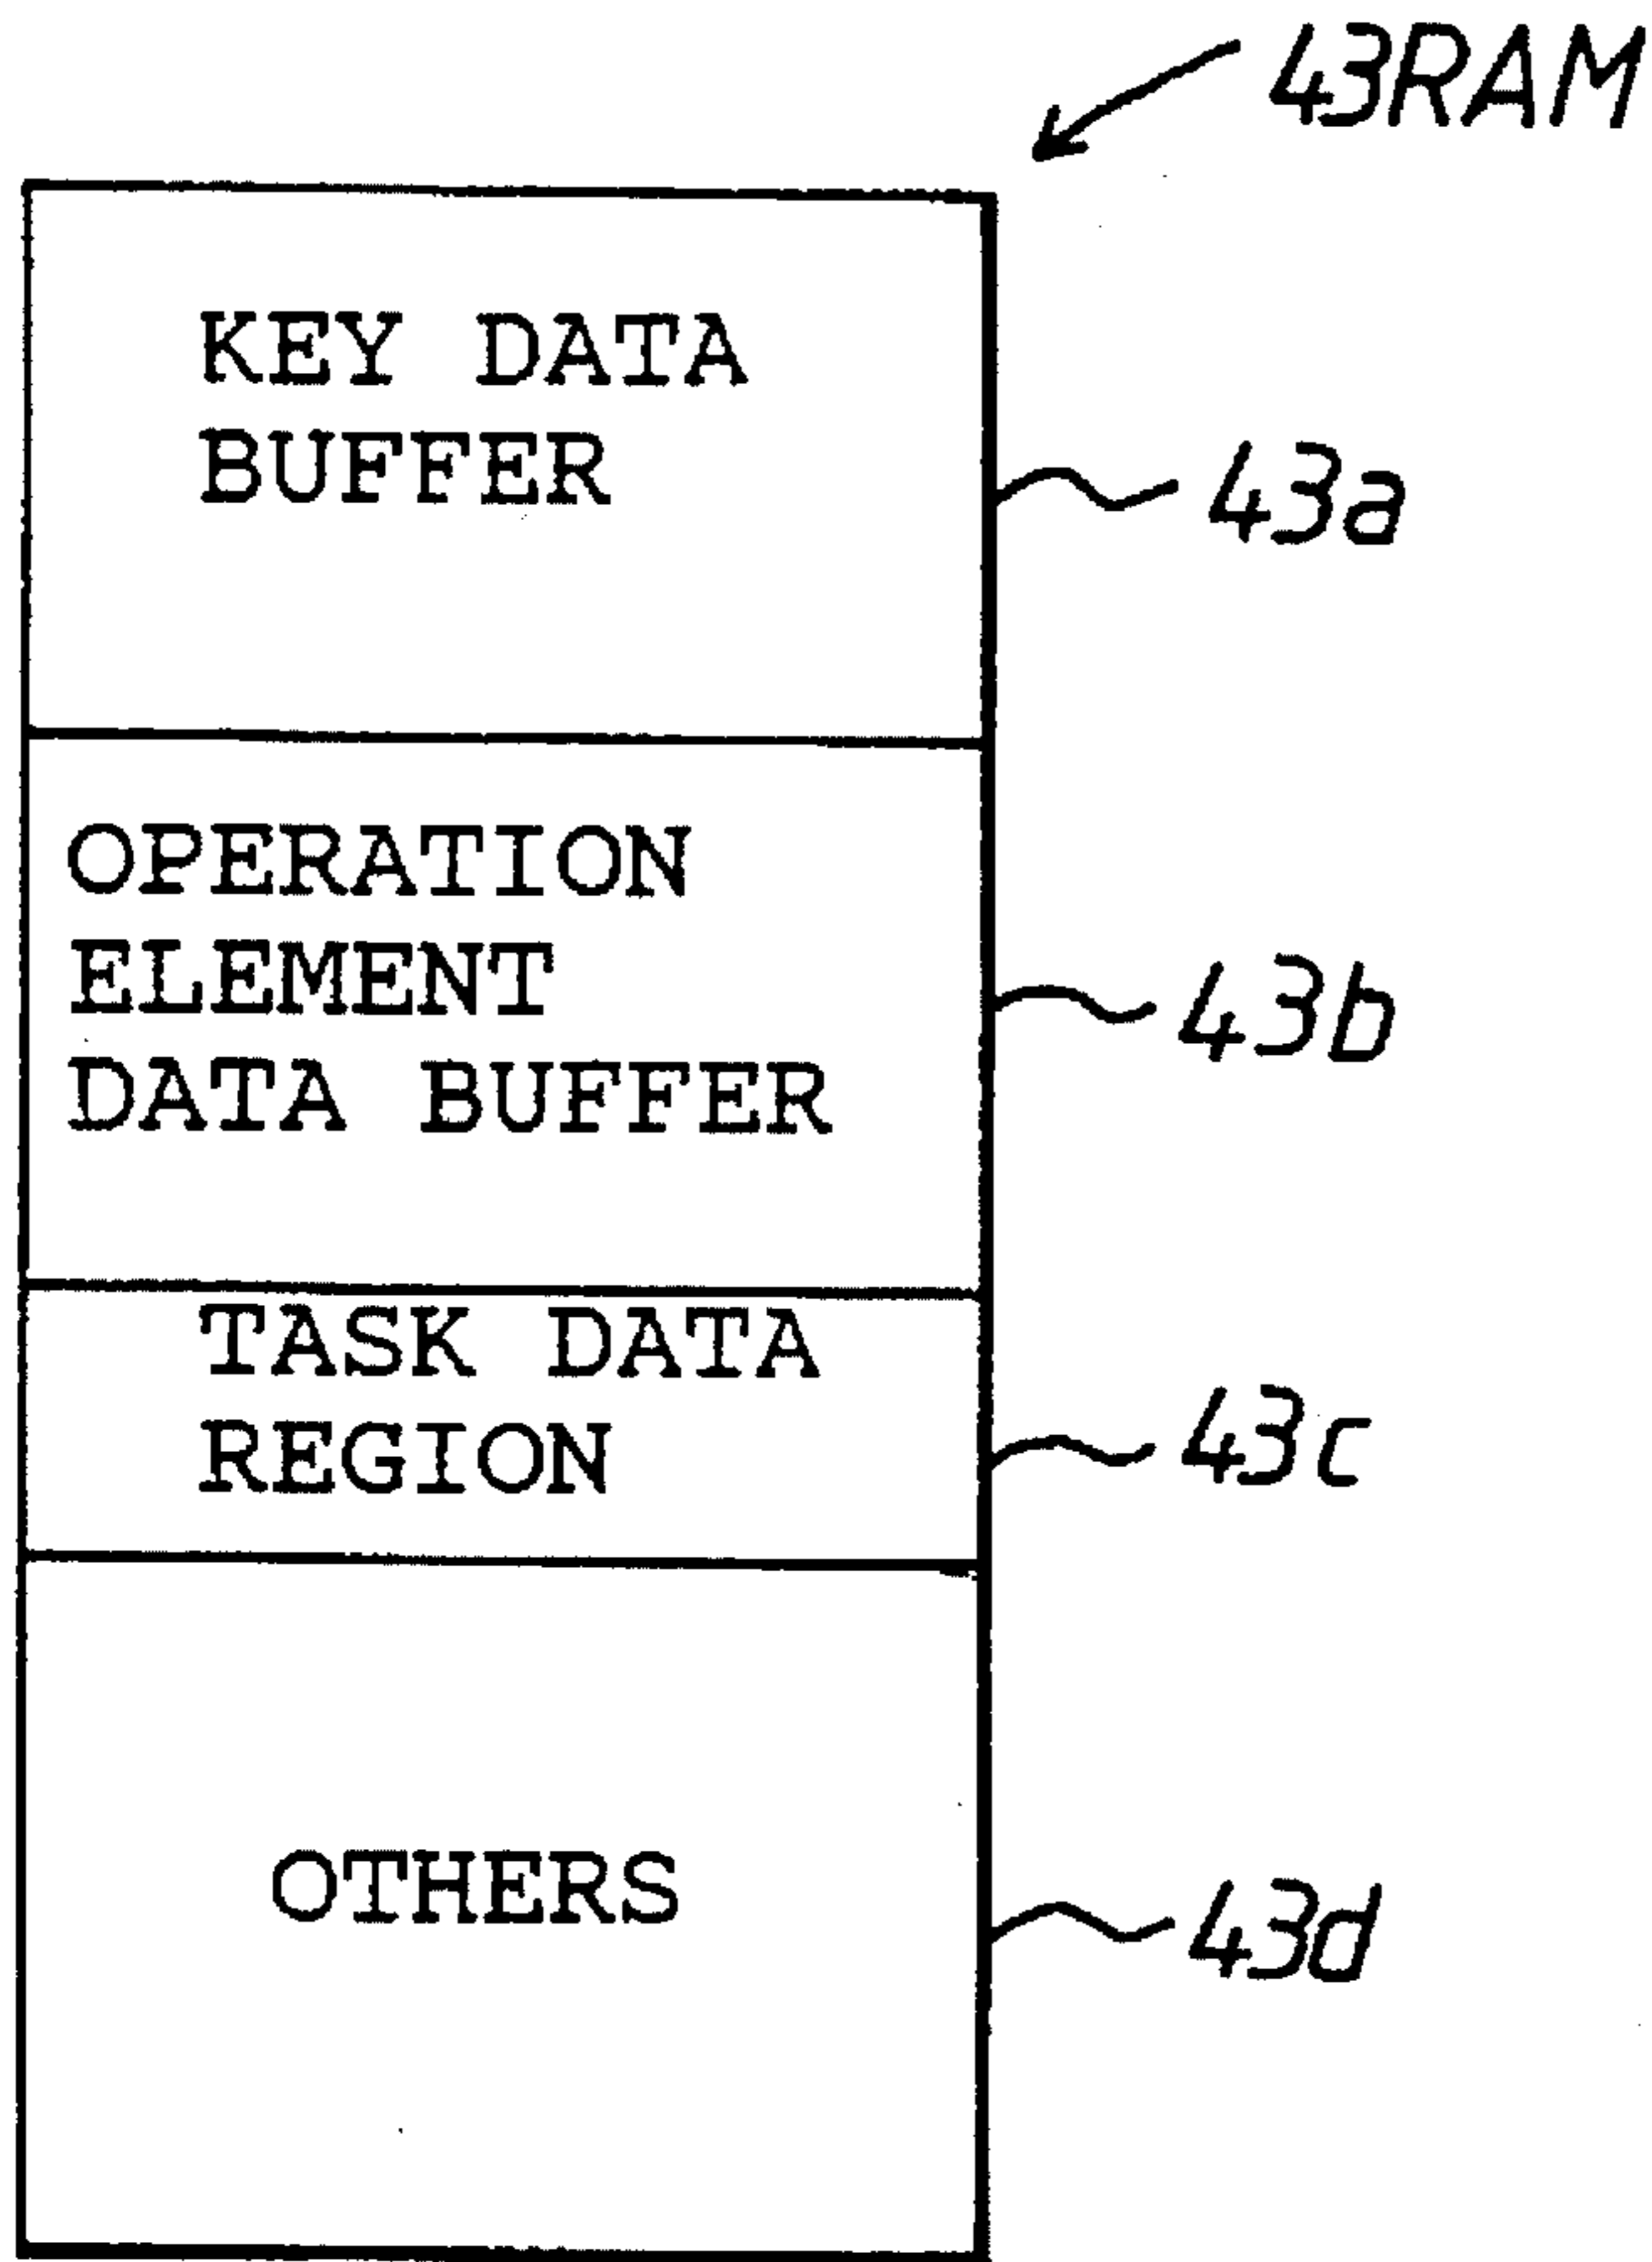 43RAM
KEY DATA
BUFFER
43a
OPERATION
ELEMENT
DATA BUFFER
43b
TASK DATA
REGION
43c
OTHERS
43d